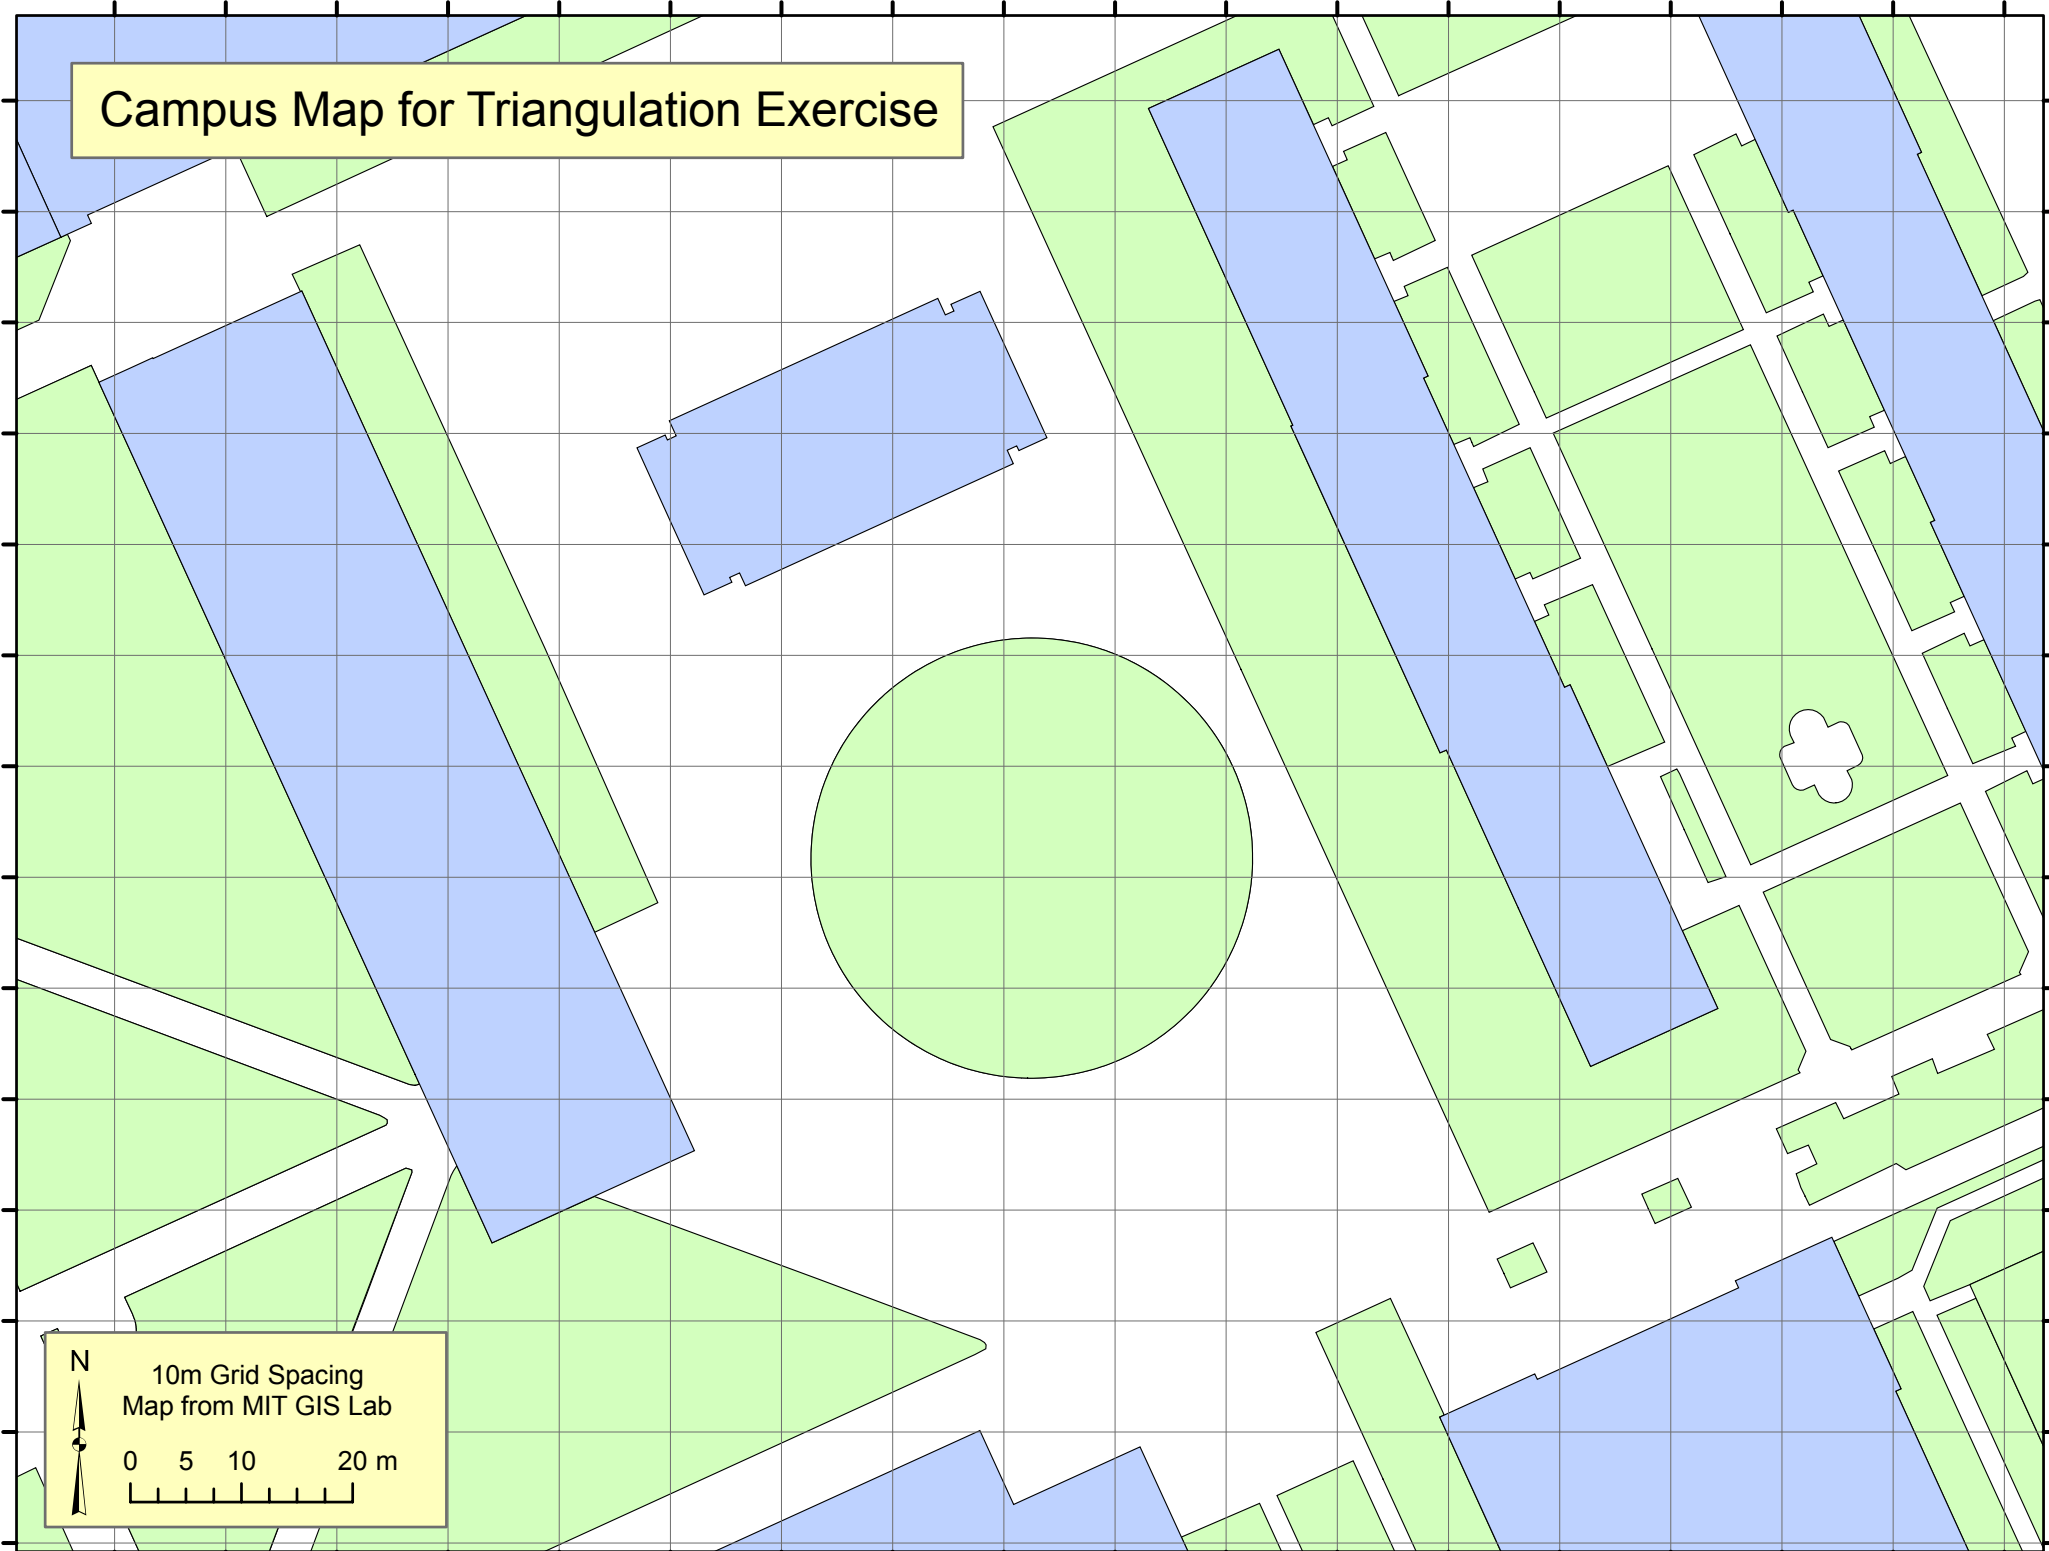 Campus Map for Triangulation Exercise
N
10m Grid Spacing
Map from MIT GIS Lab
0 5 10 20 m